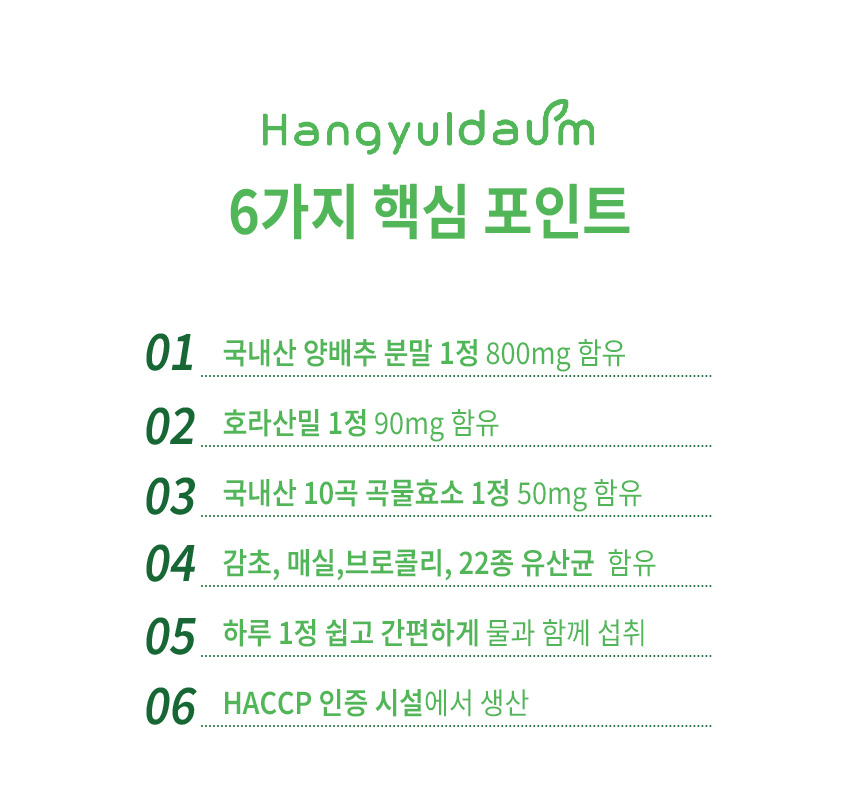 Hangyuldaum
6가지 핵심 포인트
01 국내산 양배추 분말 1정 800mg 함유
02 호라산밀 1정 90mg 함유
03 국내산 10곡 곡물효소 1정 50mg 함유
04 감초, 매실,브로콜리, 22종 유산균 함유
05 하루 1정 쉽고 간편하게 물과 함께 섭취
06 HACCP 인증 시설에서 생산